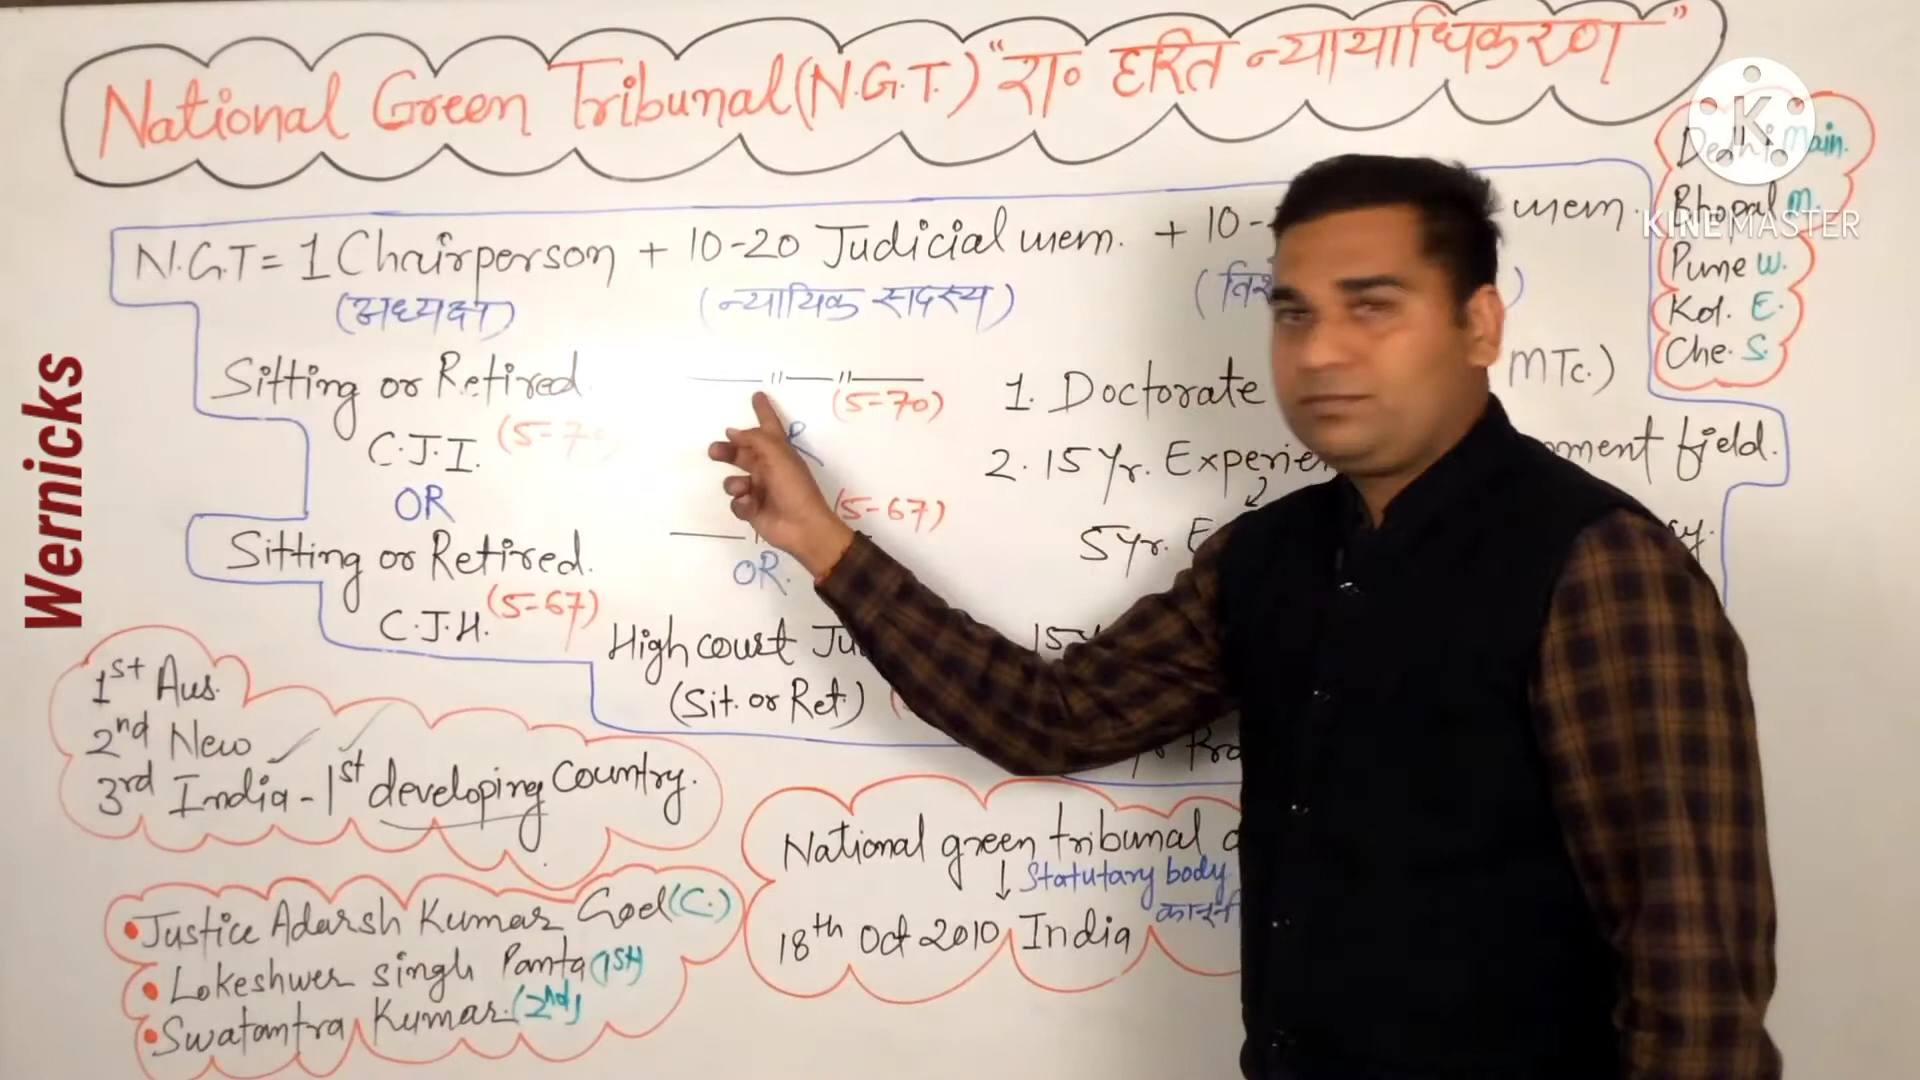 National Green Tribunal (N.G.T.) "रा० हरित न्यायाधिकरण"
Delhi Main.
Bhopal M.
Pune W.
Kol. E.
Che. S.
KINEMASTER
N.G.T = 1 Chairperson + 10-20 Judicial mem. + 10- mem.
(अध्यक्ष) (न्यायिक सदस्य)
Sitting or Retired
C.J.I.
OR
Sitting or Retired.
C.J.H. (5-67)
—— " —— " —— (5-70)
(5-67)
OR.
High court
(Sit. or Ret.)
1. Doctorate MTc.)
2. 15 Yr. field.
5yr.
Wernicks
1st Aus.
2nd New
3rd India - 1st developing country.
National green tribunal
↓ Statutary body
18th Oct 2010 India
• Justice Adarsh Kumar Goel (C.)
• Lokeshwer singh Panta (1st)
• Swatantra Kumar. (2nd)